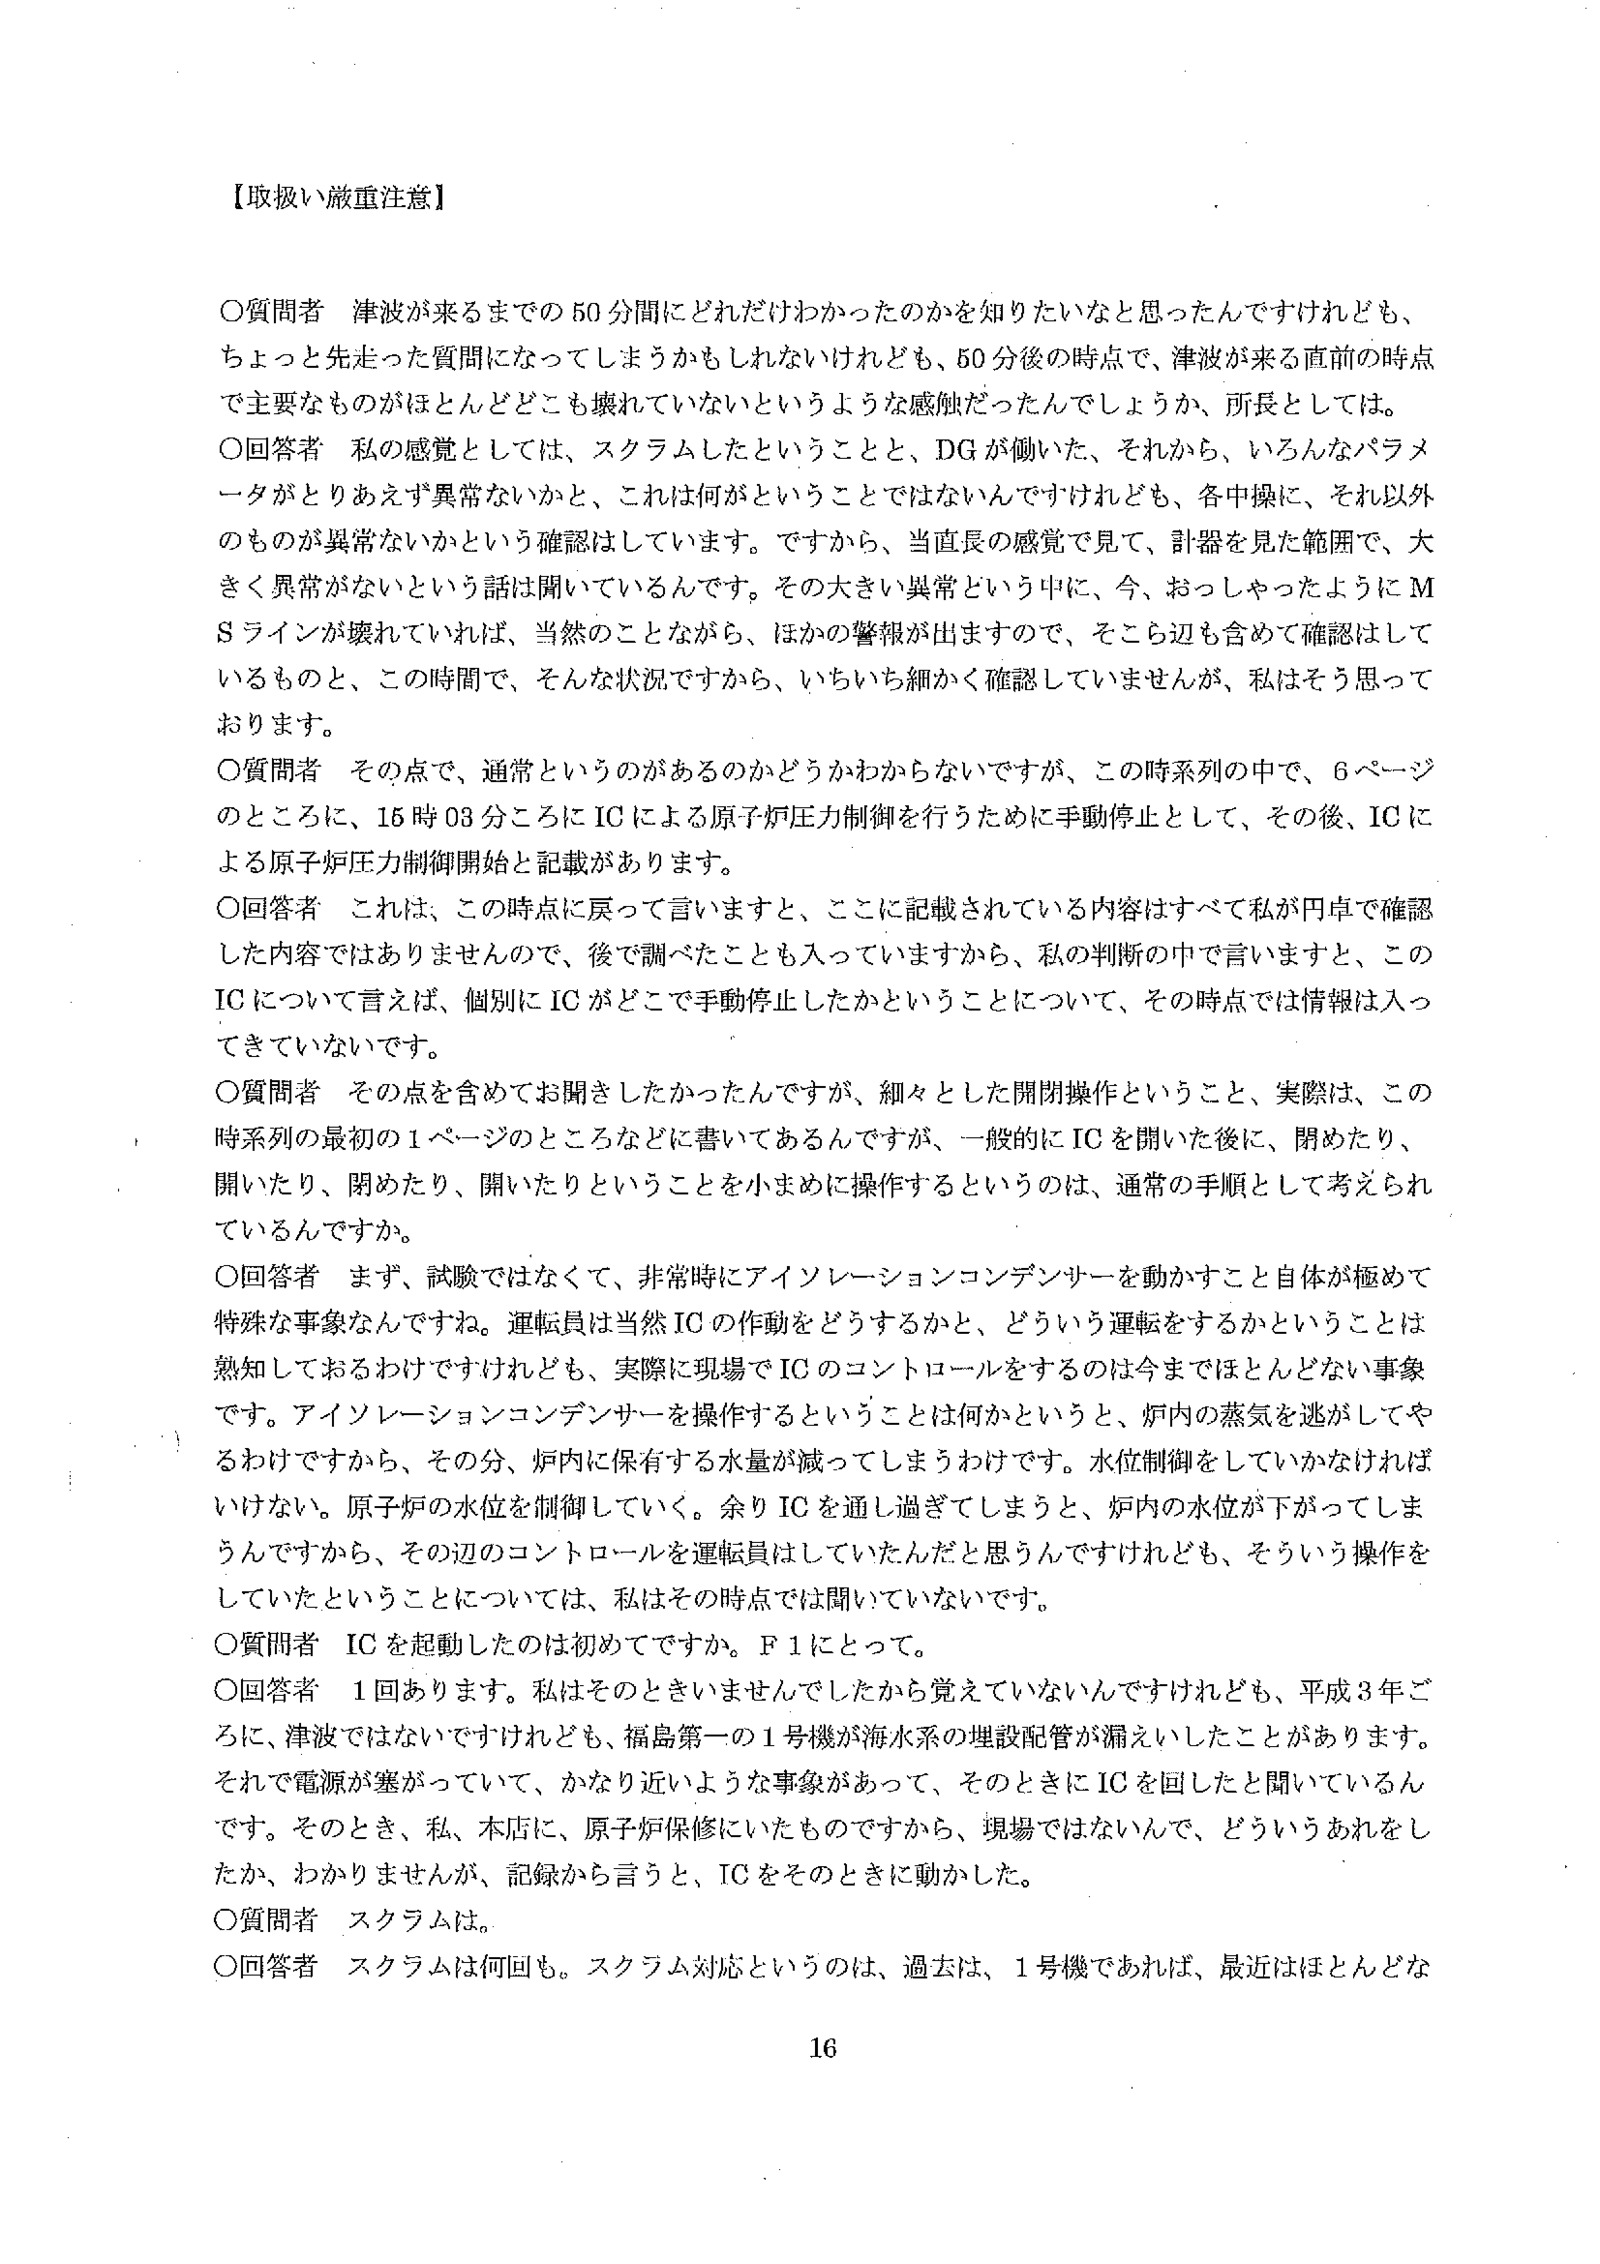 【取扱い厳重注意】
○質問者　津波が来るまでの50分間にどれだけわかったのかを知りたいなと思ったんですけれども、
ちょっと先走った質問になってしまうかもしれないけれども、50分後の時点で、津波が来る直前の時点
で主要なものがほとんどどこも壊れていないというような感触だったんでしょうか、所長としては。
○回答者　私の感覚としては、スクラムしたということと、DGが働いた、それから、いろんなパラメ
ータがとりあえず異常ないかと、これは何がということではないんですけれども、各中操に、それ以外
のものが異常ないかという確認はしています。ですから、当直長の感覚で見て、計器を見た範囲で、大
きく異常がないという話は聞いているんです。その大きい異常という中に、今、おっしゃったようにM
Sラインが壊れていれば、当然のことながら、ほかの警報が出ますので、そこら辺も含めて確認はして
いるものと、この時間で、そんな状況ですから、いちいち細かく確認していませんが、私はそう思って
おります。
○質問者　その点で、通常というのがあるのかどうかわからないですが、この時系列の中で、6ページ
のところに、15時03分ころにICによる原子炉圧力制御を行うために手動停止として、その後、ICに
よる原子炉圧力制御開始と記載があります。
○回答者　これは、この時点に戻って言いますと、ここに記載されている内容はすべて私が円卓で確認
した内容ではありませんので、後で調べたことも入っていますから、私の判断の中で言いますと、この
ICについて言えば、個別にICがどこで手動停止したかということについて、その時点では情報は入っ
てきていないです。
○質問者　その点を含めてお聞きしたかったんですが、細々とした開閉操作ということ、実際は、この
時系列の最初の1ページのところなどに書いてあるんですが、一般的にICを開いた後に、閉めたり、
開いたり、閉めたり、開いたりということを小まめに操作するというのは、通常の手順として考えられ
ているんですか。
○回答者　まず、試験ではなくて、非常時にアイソレーションコンデンサーを動かすこと自体が極めて
特殊な事象なんですね。運転員は当然ICの作動をどうするかと、どういう運転をするかということは
熟知しておるわけですけれども、実際に現場でICのコントロールをするのは今までほとんどない事象
です。アイソレーションコンデンサーを操作するということは何かというと、炉内の蒸気を逃がしてや
るわけですから、その分、炉内に保有する水量が減ってしまうわけです。水位制御をしていかなければ
いけない。原子炉の水位を制御していく。余りICを通し過ぎてしまうと、炉内の水位が下がってしま
うんですから、その辺のコントロールを運転員はしていたんだと思うんですけれども、そういう操作を
していたということについては、私はその時点では聞いていないです。
○質問者　ICを起動したのは初めてですか。F1にとって。
○回答者　1回あります。私はそのときいませんでしたから覚えていないんですけれども、平成3年ご
ろに、津波ではないですけれども、福島第一の1号機が海水系の埋設配管が漏えいしたことがあります。
それで電源が塞がっていて、かなり近いような事象があって、そのときにICを回したと聞いているん
です。そのとき、私、本店に、原子炉保修にいたものですから、現場ではないんで、どういうあれをし
たか、わかりませんが、記録から言うと、ICをそのときに動かした。
○質問者　スクラムは。
○回答者　スクラムは何回も。スクラム対応というのは、過去は、1号機であれば、最近はほとんどな
16